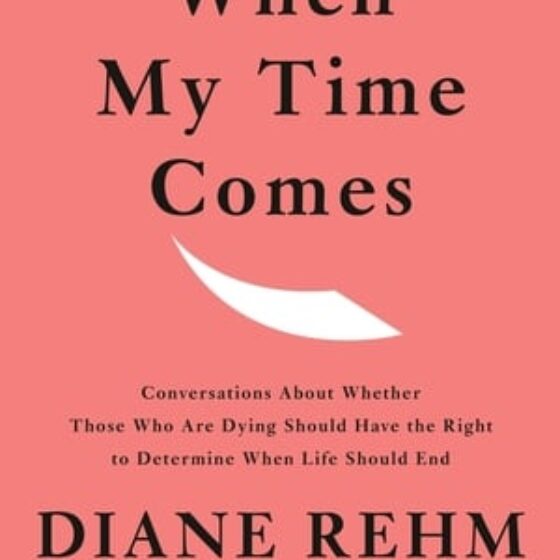 When
My Time
Comes
Conversations About Whether
Those Who Are Dying Should Have the Right
to Determine When Life Should End
DIANE REHM